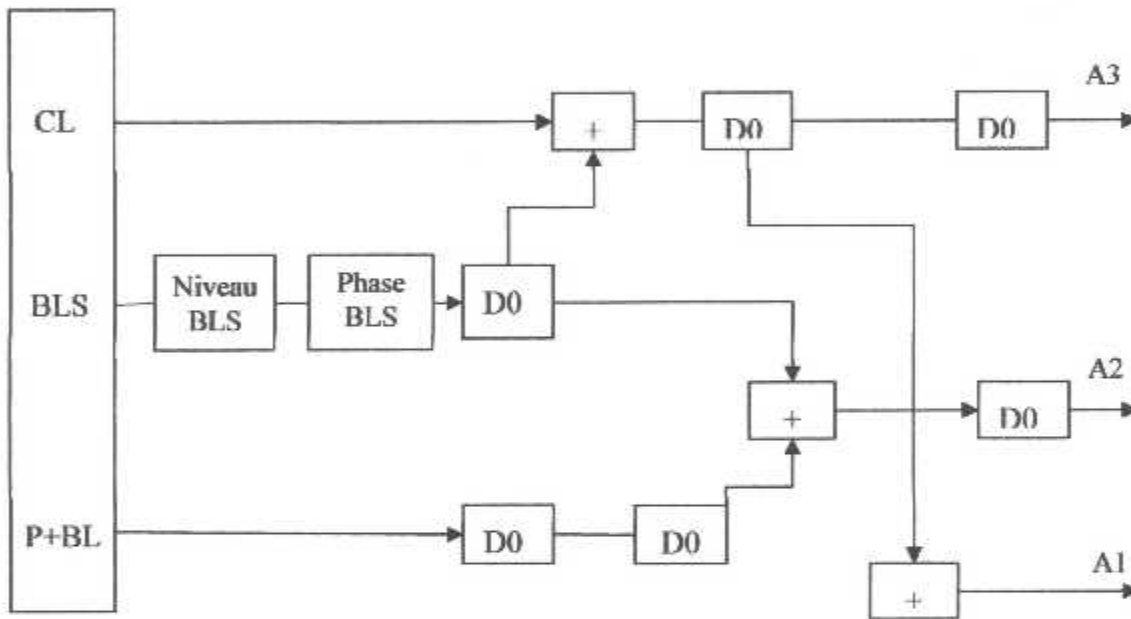 A3
CL
+
D0
D0
BLS
Niveau
BLS
Phase
BLS
D0
A2
+
D0
P+BL
D0
D0
A1
+